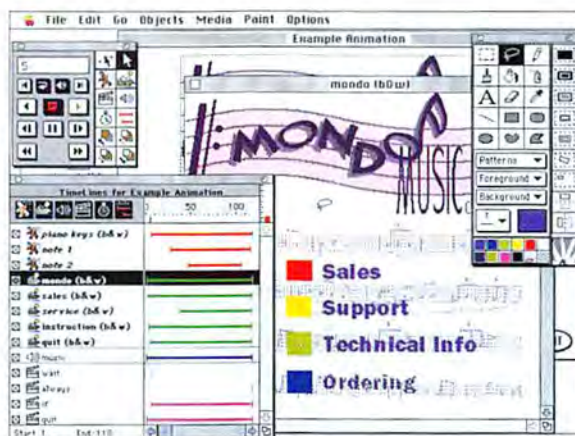 File Edit Go Objects Media Paint Options
Example Animation
mondo (b&w)
MONDO
MUSIC
A
Patterns
Foreground
Background
TimeLines for Example Animation
50 100
piano keys (b&w)
note 1
note 2
mondo (b&w)
sales (b&w)
service (b&w)
instruction (b&w)
quit (b&w)
music
wait
always
if
quit
Start:1 End:110
Sales
Support
Technical Info
Ordering